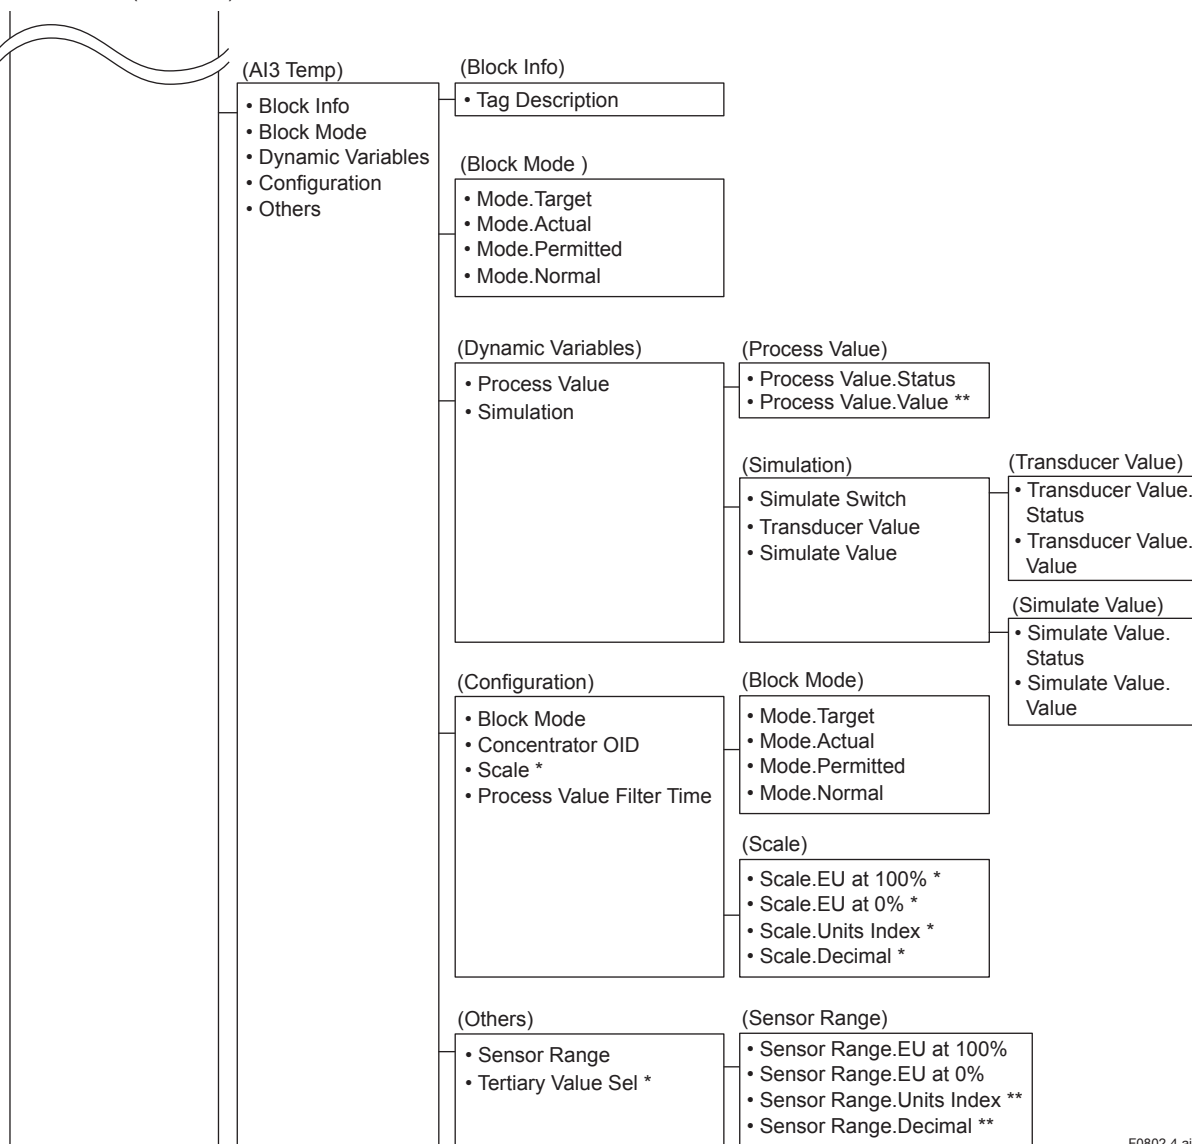 (AI3 Temp)
• Block Info
• Block Mode
• Dynamic Variables
• Configuration
• Others
(Block Info)
• Tag Description
(Block Mode )
• Mode.Target
• Mode.Actual
• Mode.Permitted
• Mode.Normal
(Dynamic Variables)
• Process Value
• Simulation
(Process Value)
• Process Value.Status
• Process Value.Value **
(Simulation)
• Simulate Switch
• Transducer Value
• Simulate Value
(Transducer Value)
• Transducer Value.
Status
• Transducer Value.
Value
(Simulate Value)
• Simulate Value.
Status
• Simulate Value.
Value
(Configuration)
• Block Mode
• Concentrator OID
• Scale *
• Process Value Filter Time
(Block Mode)
• Mode.Target
• Mode.Actual
• Mode.Permitted
• Mode.Normal
(Scale)
• Scale.EU at 100% *
• Scale.EU at 0% *
• Scale.Units Index *
• Scale.Decimal *
(Others)
• Sensor Range
• Tertiary Value Sel *
(Sensor Range)
• Sensor Range.EU at 100%
• Sensor Range.EU at 0%
• Sensor Range.Units Index **
• Sensor Range.Decimal **
F0802-4.ai